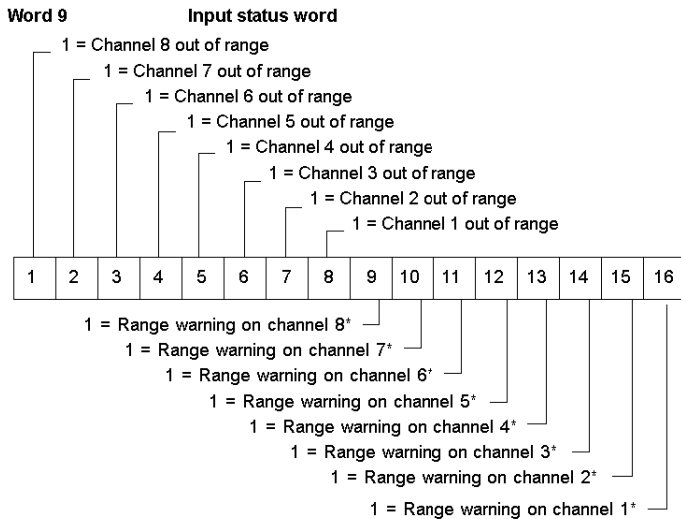 Word 9 Input status word
1 = Channel 8 out of range
1 = Channel 7 out of range
1 = Channel 6 out of range
1 = Channel 5 out of range
1 = Channel 4 out of range
1 = Channel 3 out of range
1 = Channel 2 out of range
1 = Channel 1 out of range
1 2 3 4 5 6 7 8 9 10 11 12 13 14 15 16
1 = Range warning on channel 8*
1 = Range warning on channel 7*
1 = Range warning on channel 6*
1 = Range warning on channel 5*
1 = Range warning on channel 4*
1 = Range warning on channel 3*
1 = Range warning on channel 2*
1 = Range warning on channel 1*